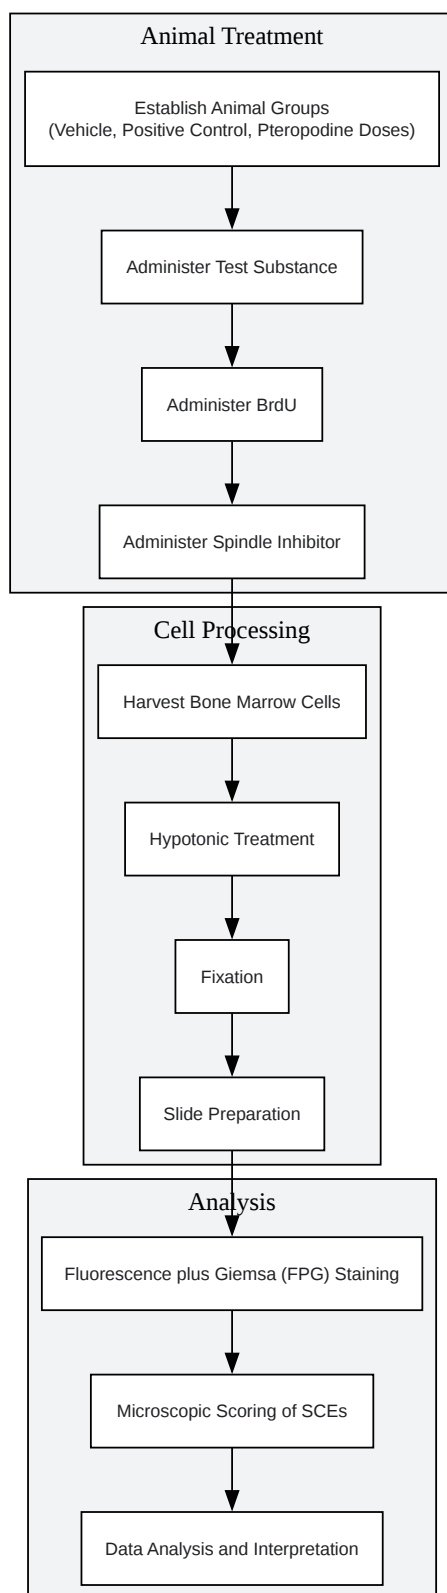 Animal Treatment
Establish Animal Groups
(Vehicle, Positive Control, Pteropodine Doses)
Administer Test Substance
Administer BrdU
Administer Spindle Inhibitor
Cell Processing
Harvest Bone Marrow Cells
Hypotonic Treatment
Fixation
Slide Preparation
Analysis
Fluorescence plus Giemsa (FPG) Staining
Microscopic Scoring of SCEs
Data Analysis and Interpretation